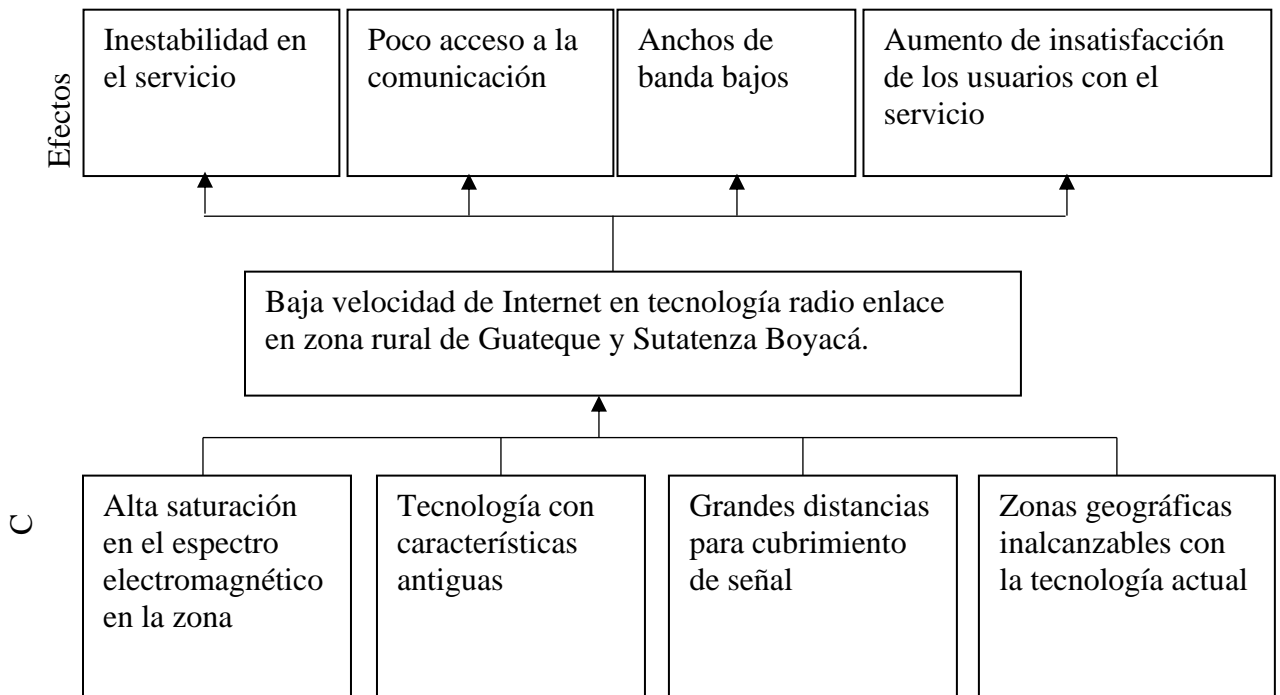 Efectos
Inestabilidad en
el servicio
Poco acceso a la
comunicación
Anchos de
banda bajos
Aumento de insatisfacción
de los usuarios con el
servicio
Baja velocidad de Internet en tecnología radio enlace
en zona rural de Guateque y Sutatenza Boyacá.
C
Alta saturación
en el espectro
electromagnético
en la zona
Tecnología con
características
antiguas
Grandes distancias
para cubrimiento
de señal
Zonas geográficas
inalcanzables con
la tecnología actual